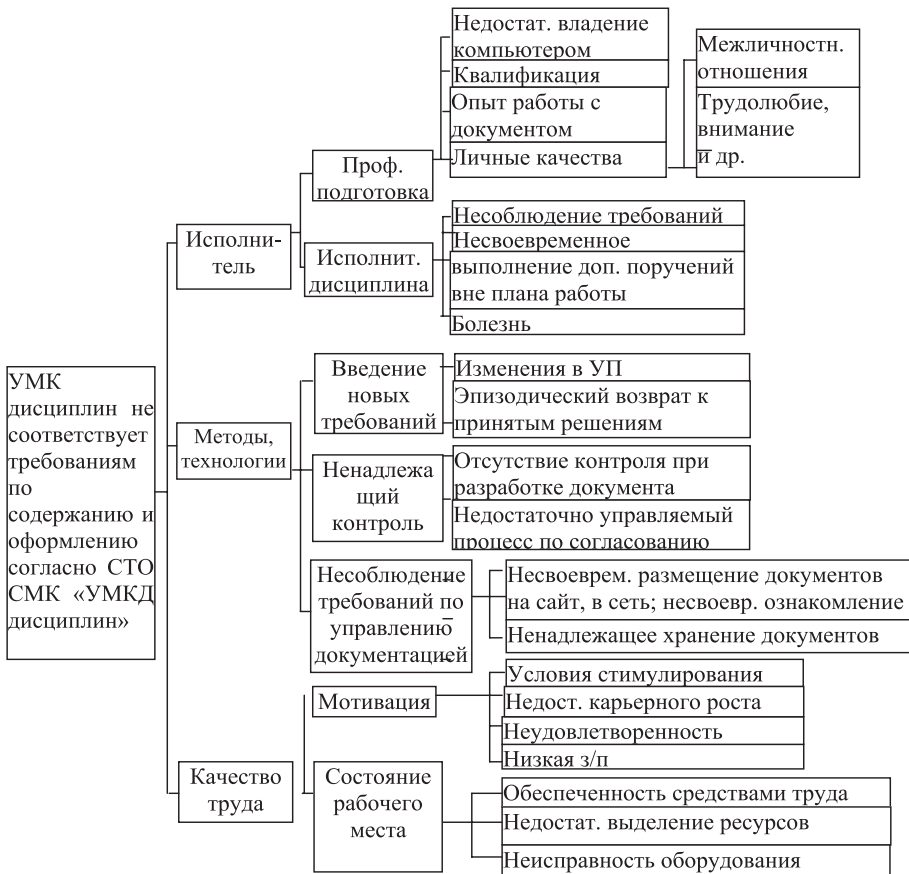 Недостат. владение
компьютером
Квалификация
Опыт работы с
документом
Личные качества
Межличностн.
отношения
Трудолюбие,
внимание
и др.
Проф.
подготовка
Исполни-
тель
Исполнит.
дисциплина
Несоблюдение требований
Несвоевременное
выполнение доп. поручений
вне плана работы
Болезнь
УМК
дисциплин не
соответствует
требованиям
по
содержанию и
оформлению
согласно СТО
СМК «УМКД
дисциплин»
Методы,
технологии
Введение
новых
требований
Изменения в УП
Эпизодический возврат к
принятым решениям
Ненадлежа
щий
контроль
Отсутствие контроля при
разработке документа
Недостаточно управляемый
процесс по согласованию
Несоблюдение
требований по
управлению
документацией
Несвоеврем. размещение документов
на сайт, в сеть; несвоевр. ознакомление
Ненадлежащее хранение документов
Качество
труда
Мотивация
Условия стимулирования
Недост. карьерного роста
Неудовлетворенность
Низкая з/п
Состояние
рабочего
места
Обеспеченность средствами труда
Недостат. выделение ресурсов
Неисправность оборудования